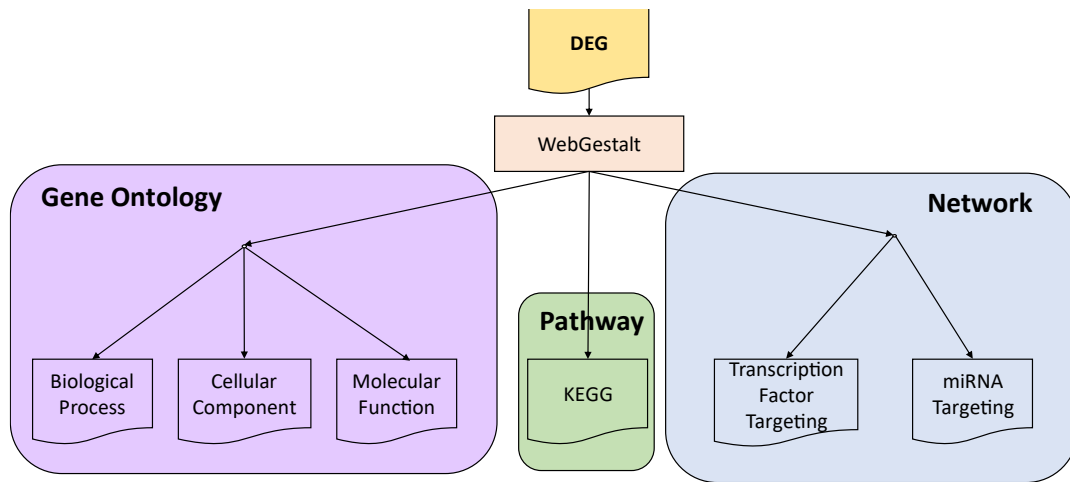 DEG
WebGestalt
Gene Ontology
Network
Pathway
Biological
Process
Cellular
Component
Molecular
Function
KEGG
Transcription
Factor
Targeting
miRNA
Targeting